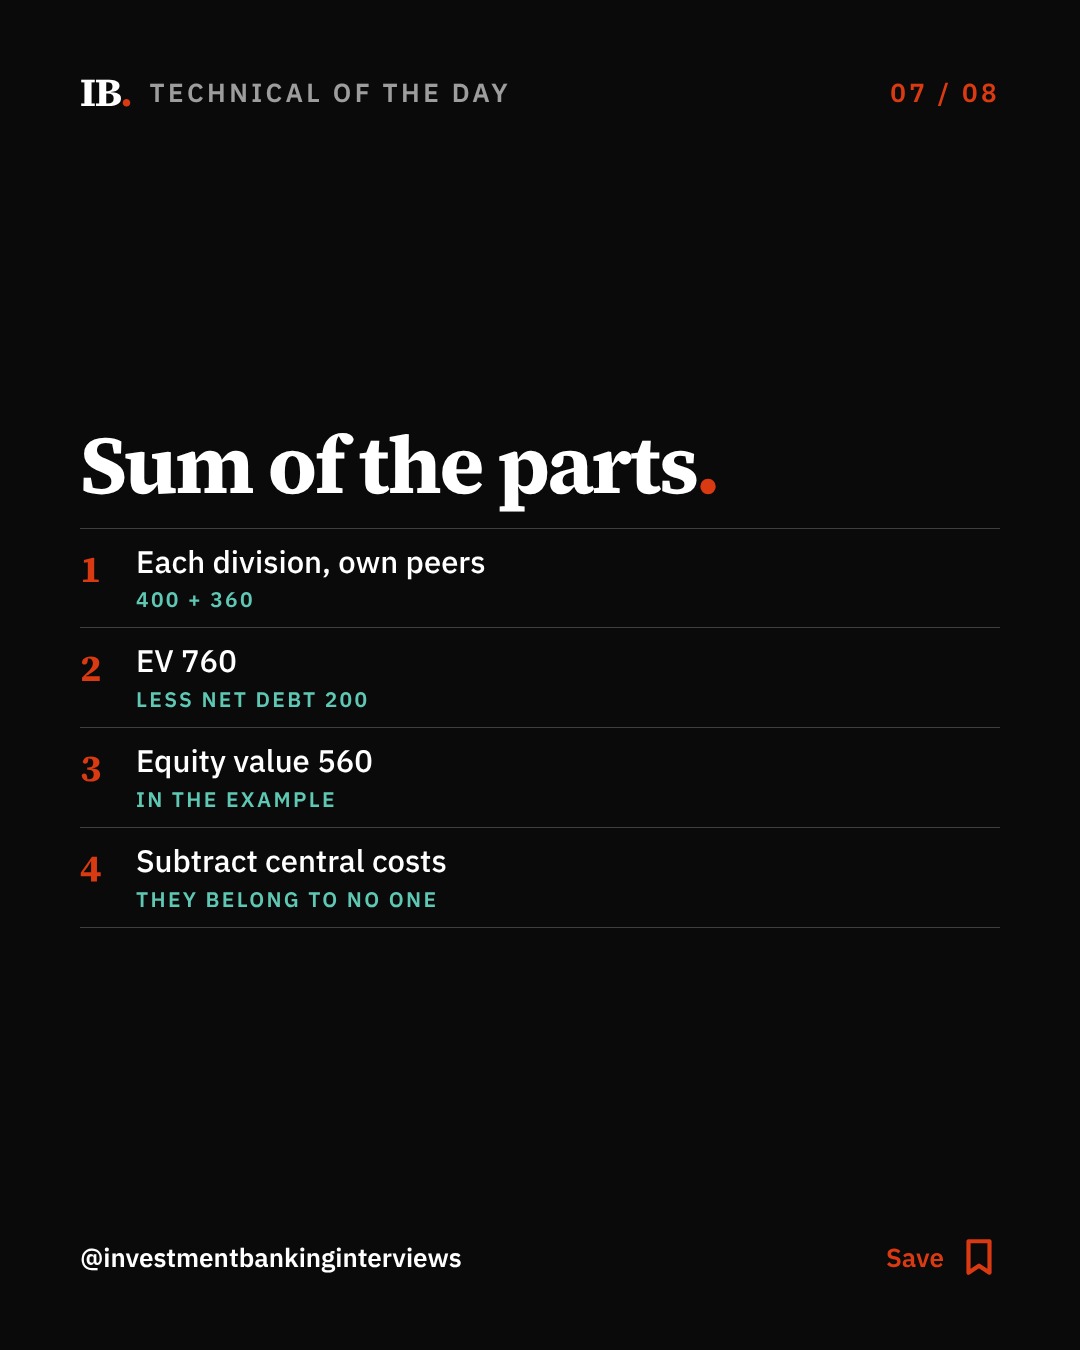 IB. TECHNICAL OF THE DAY
07 / 08
Sum of the parts.
1 Each division, own peers
400 + 360
2 EV 760
LESS NET DEBT 200
3 Equity value 560
IN THE EXAMPLE
4 Subtract central costs
THEY BELONG TO NO ONE
@investmentbankinginterviews
Save